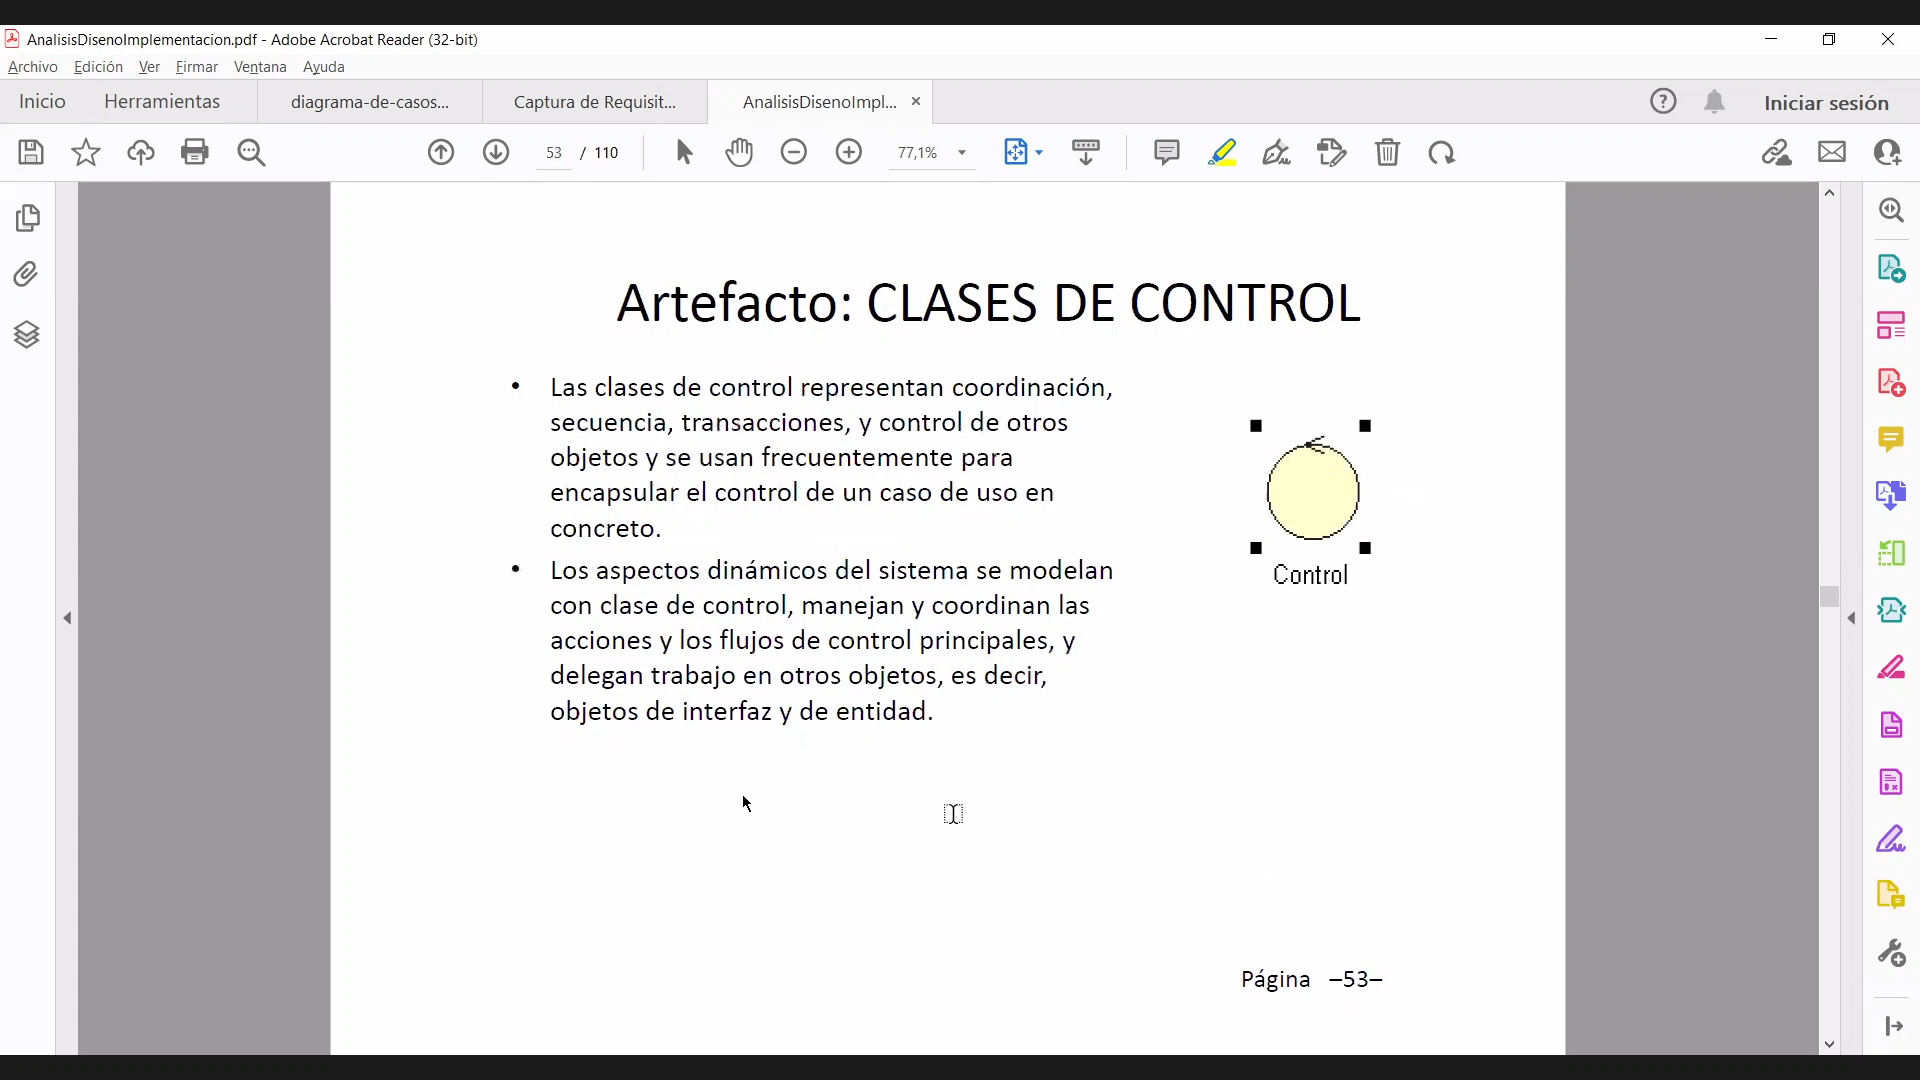 AnalisisDisenoImplementacion.pdf - Adobe Acrobat Reader (32-bit)
Archivo Edición Ver Firmar Ventana Ayuda
Inicio Herramientas diagrama-de-casos... Captura de Requisit... AnalisisDisenoImpl... Iniciar sesión
53 / 110 77,1%
Artefacto: CLASES DE CONTROL
• Las clases de control representan coordinación,
secuencia, transacciones, y control de otros
objetos y se usan frecuentemente para
encapsular el control de un caso de uso en
concreto.
• Los aspectos dinámicos del sistema se modelan
con clase de control, manejan y coordinan las
acciones y los flujos de control principales, y
delegan trabajo en otros objetos, es decir,
objetos de interfaz y de entidad.
Control
Página –53–